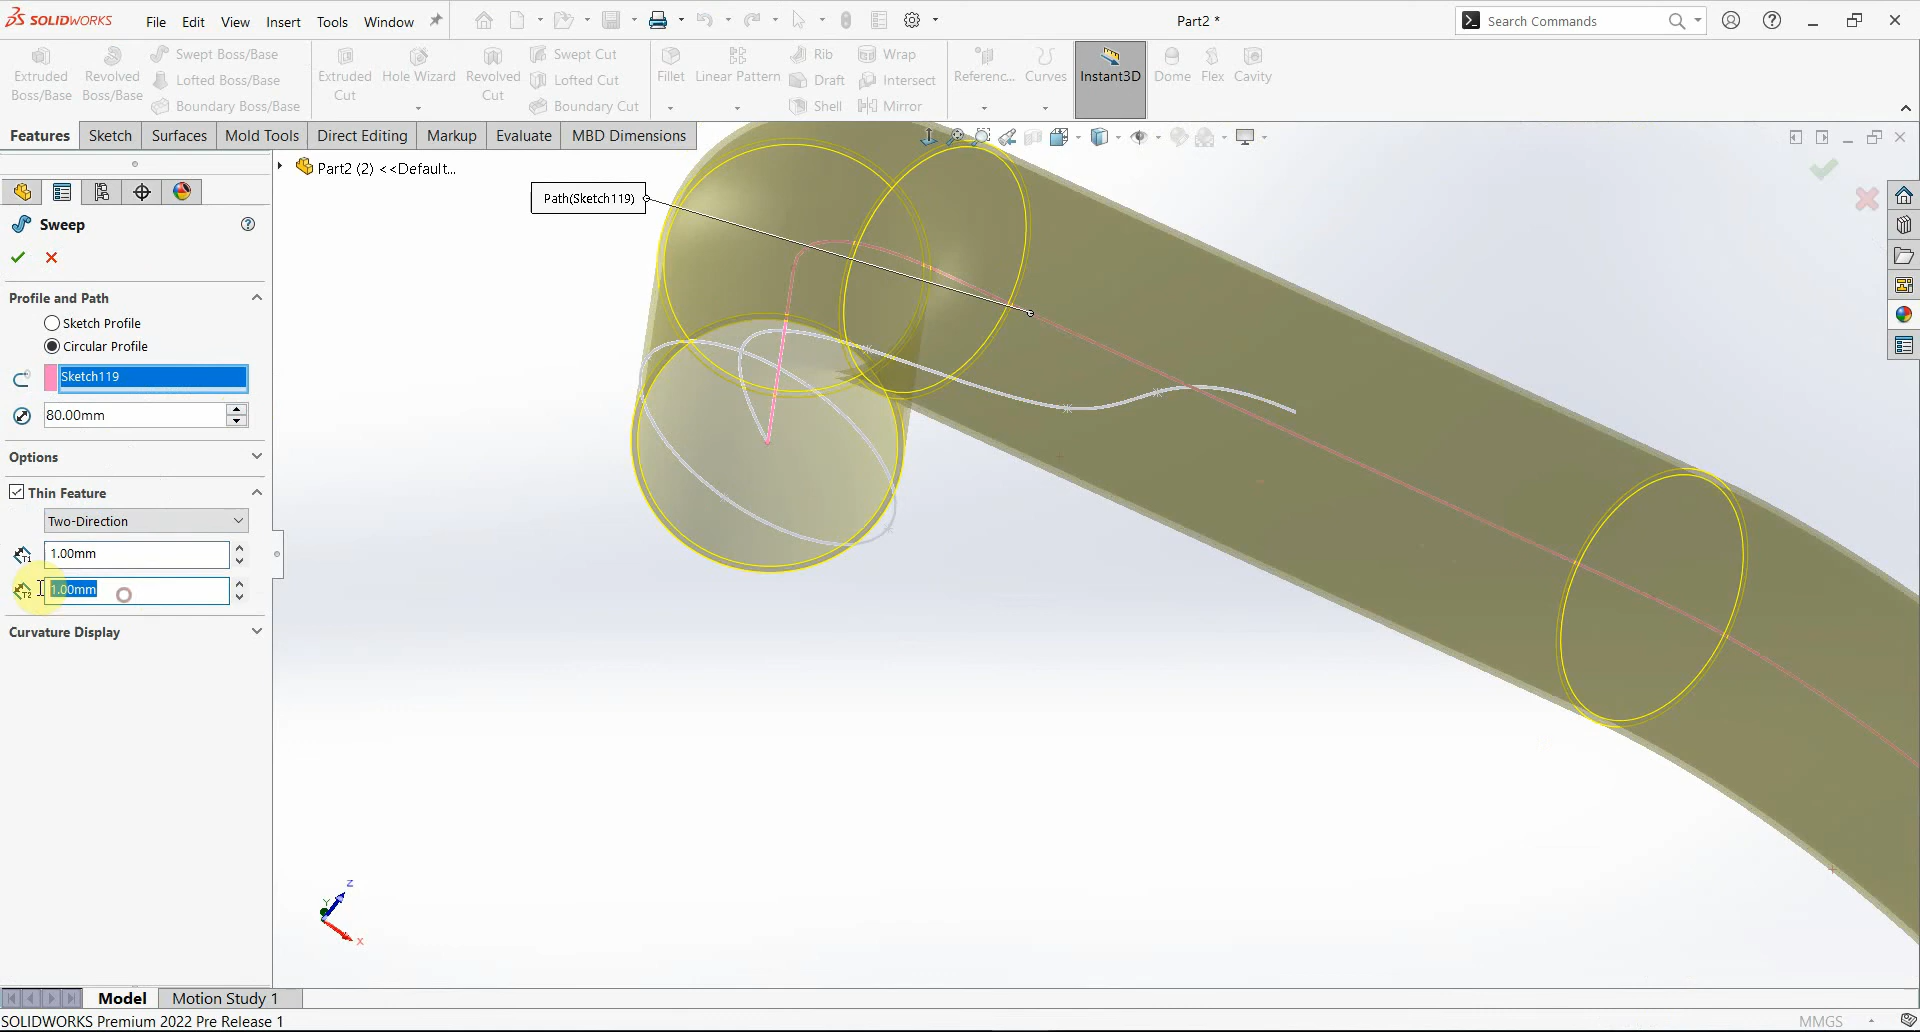 SOLIDWORKS File Edit View Insert Tools Window Part2 * Search Commands
Extruded Boss/Base
Revolved Boss/Base
Swept Boss/Base
Lofted Boss/Base
Boundary Boss/Base
Extruded Cut
Hole Wizard
Revolved Cut
Swept Cut
Lofted Cut
Boundary Cut
Fillet
Linear Pattern
Rib
Draft
Shell
Wrap
Intersect
Mirror
Referenc...
Curves
Instant3D
Dome
Flex
Cavity
Features Sketch Surfaces Mold Tools Direct Editing Markup Evaluate MBD Dimensions
Part2 (2) <<Default...
Path(Sketch119)
Sweep
Profile and Path
Sketch Profile
Circular Profile
Sketch119
80.00mm
Options
Thin Feature
Two-Direction
T1 1.00mm
T2 1.00mm
Curvature Display
Z
Y
X
Model Motion Study 1
SOLIDWORKS Premium 2022 Pre Release 1 MMGS